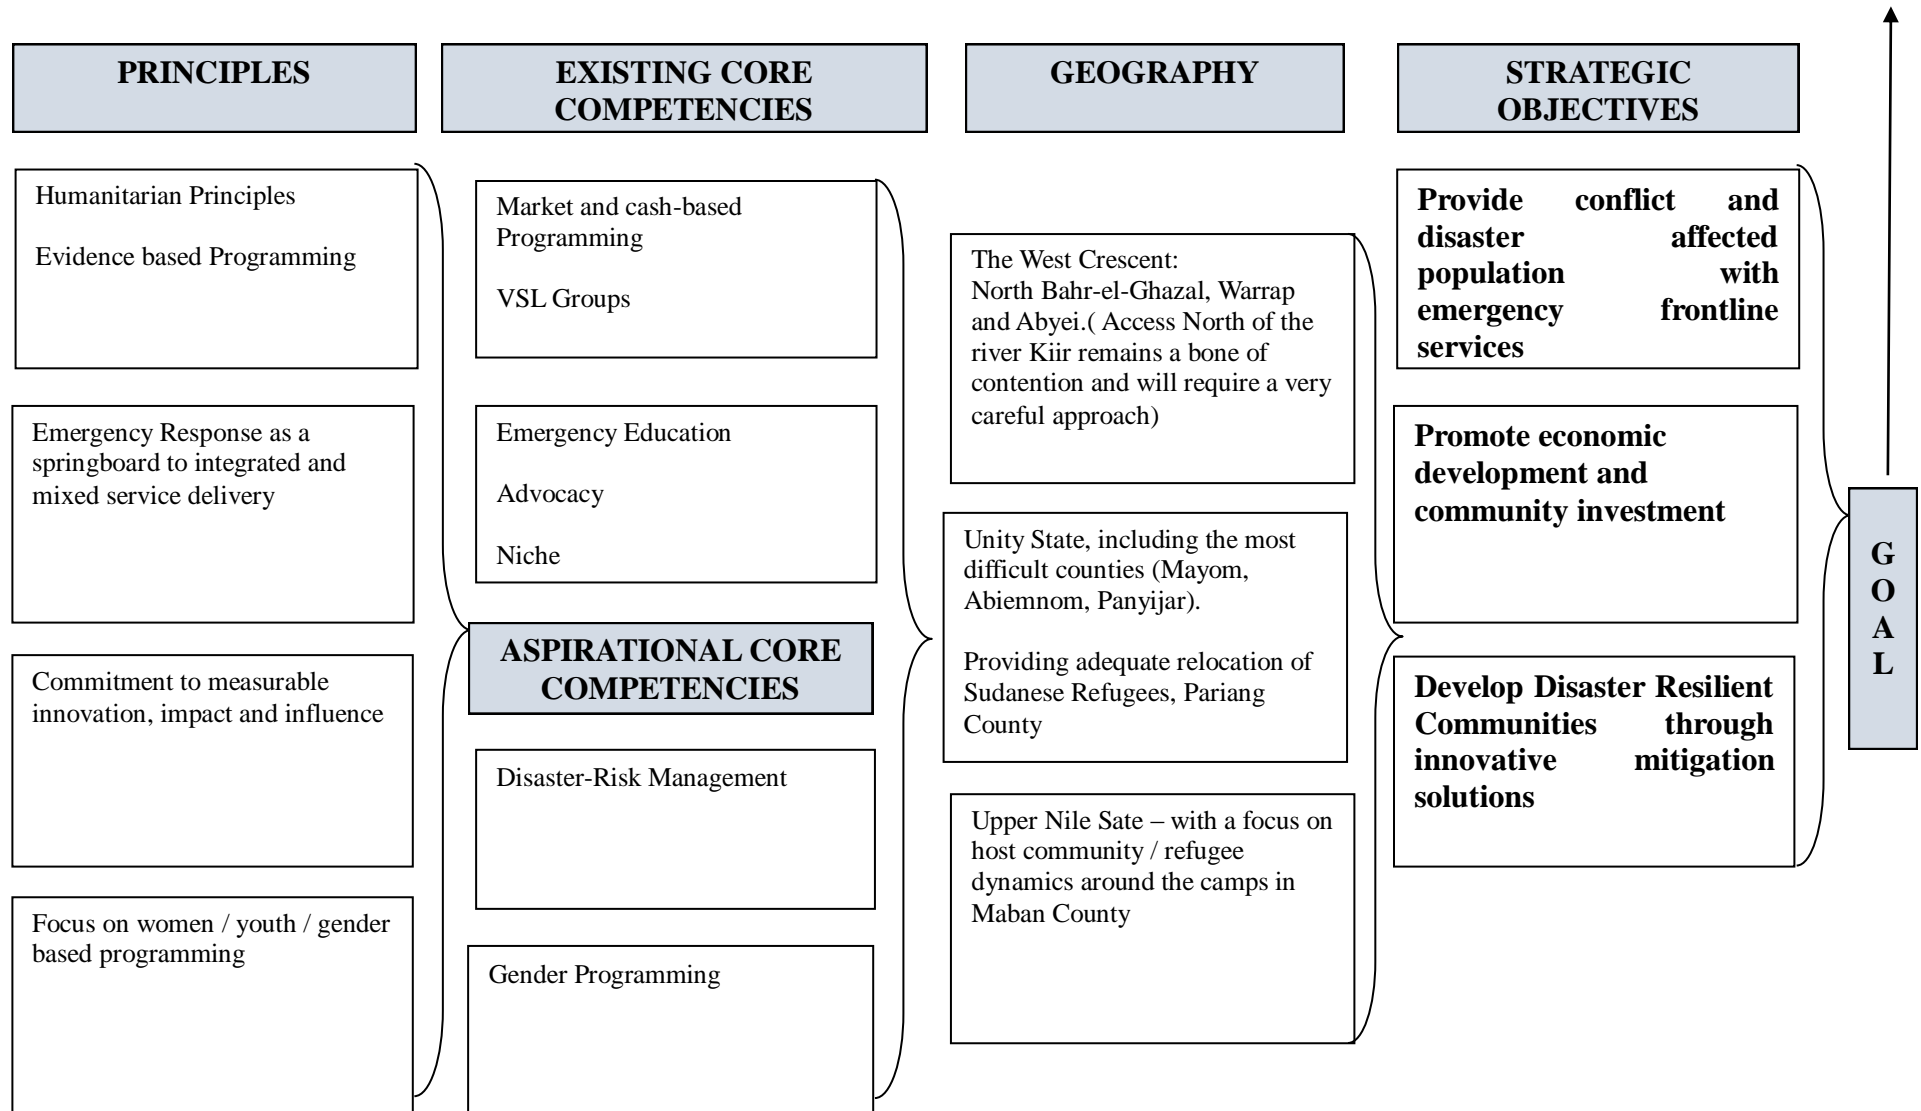 PRINCIPLES
Humanitarian Principles
Evidence based Programming
Emergency Response as a
springboard to integrated and
mixed service delivery
Commitment to measurable
innovation, impact and influence
Focus on women / youth / gender
based programming
EXISTING CORE
COMPETENCIES
Market and cash-based
Programming
VSL Groups
Emergency Education
Advocacy
Niche
ASPIRATIONAL CORE
COMPETENCIES
Disaster-Risk Management
Gender Programming
GEOGRAPHY
The West Crescent:
North Bahr-el-Ghazal, Warrap
and Abyei.( Access North of the
river Kiir remains a bone of
contention and will require a very
careful approach)
Unity State, including the most
difficult counties (Mayom,
Abiemnom, Panyijar).
Providing adequate relocation of
Sudanese Refugees, Pariang
County
Upper Nile Sate – with a focus on
host community / refugee
dynamics around the camps in
Maban County
STRATEGIC
OBJECTIVES
Provide conflict and
disaster affected
population with
emergency frontline
services
Promote economic
development and
community investment
Develop Disaster Resilient
Communities through
innovative mitigation
solutions
G
O
A
L